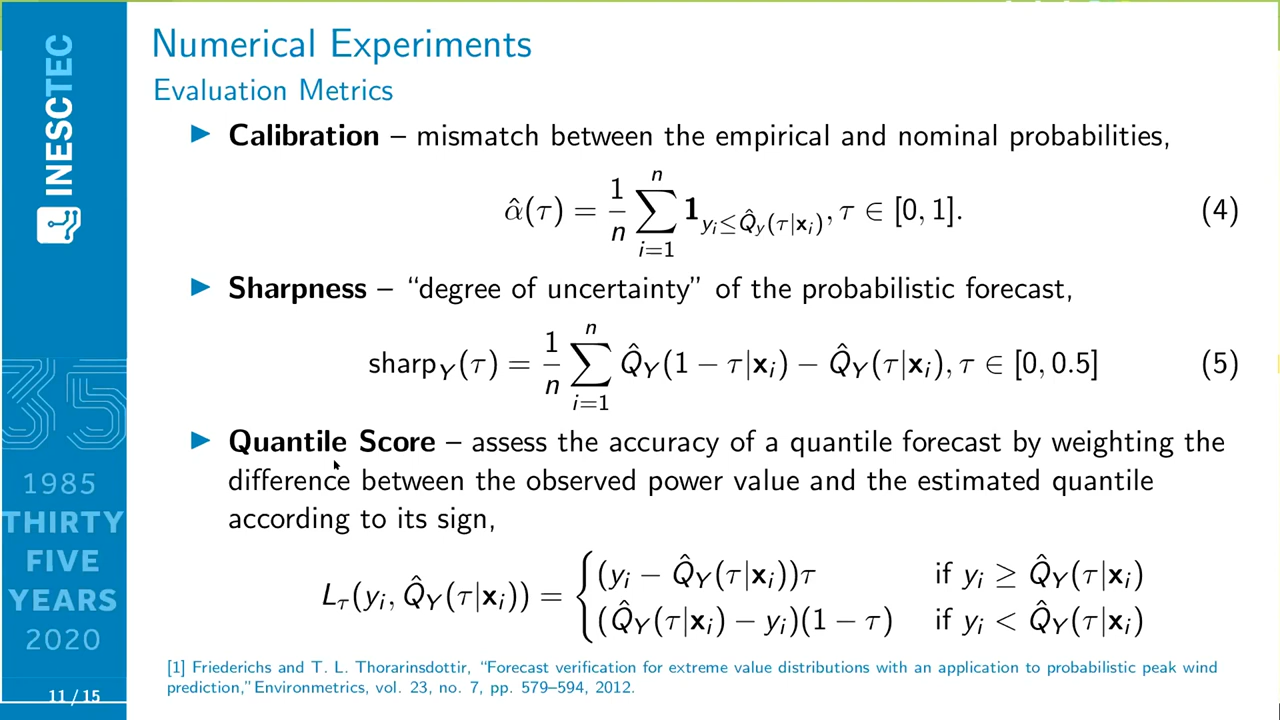 INESCTEC
35
1985
THIRTY
FIVE
YEARS
2020
11 / 15
Numerical Experiments
Evaluation Metrics
▶ Calibration – mismatch between the empirical and nominal probabilities,
α̂(τ) = 1/n ∑_{i=1}^{n} 𝟏_{y_i ≤ Q̂_y(τ|x_i)}, τ ∈ [0, 1]. (4)
▶ Sharpness – “degree of uncertainty” of the probabilistic forecast,
sharp_Y(τ) = 1/n ∑_{i=1}^{n} Q̂_Y(1 − τ|x_i) − Q̂_Y(τ|x_i), τ ∈ [0, 0.5] (5)
▶ Quantile Score – assess the accuracy of a quantile forecast by weighting the
difference between the observed power value and the estimated quantile
according to its sign,
L_τ(y_i, Q̂_Y(τ|x_i)) = { (y_i − Q̂_Y(τ|x_i))τ if y_i ≥ Q̂_Y(τ|x_i)
(Q̂_Y(τ|x_i) − y_i)(1 − τ) if y_i < Q̂_Y(τ|x_i)
[1] Friederichs and T. L. Thorarinsdottir, “Forecast verification for extreme value distributions with an application to probabilistic peak wind
prediction,” Environmetrics, vol. 23, no. 7, pp. 579–594, 2012.